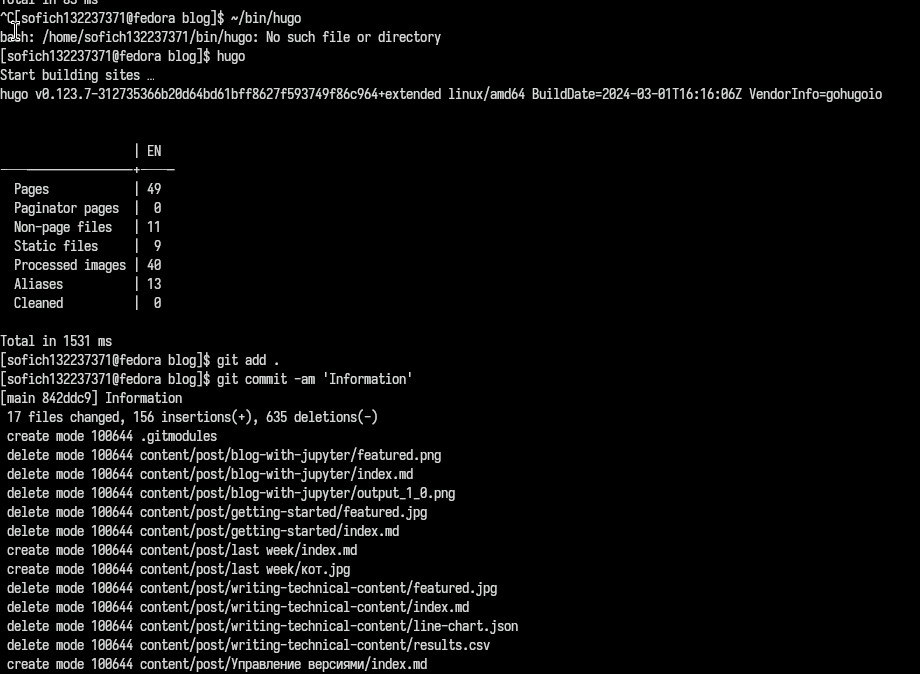 Total in 83 ms
^C[sofich132237371@fedora blog]$ ~/bin/hugo
bash: /home/sofich132237371/bin/hugo: No such file or directory
[sofich132237371@fedora blog]$ hugo
Start building sites …
hugo v0.123.7-312735366b20d64bd61bff8627f593749f86c964+extended linux/amd64 BuildDate=2024-03-01T16:16:06Z VendorInfo=gohugoio
| EN
Pages | 49
Paginator pages | 0
Non-page files | 11
Static files | 9
Processed images | 40
Aliases | 13
Cleaned | 0
Total in 1531 ms
[sofich132237371@fedora blog]$ git add .
[sofich132237371@fedora blog]$ git commit -am 'Information'
[main 842ddc9] Information
17 files changed, 156 insertions(+), 635 deletions(-)
create mode 100644 .gitmodules
delete mode 100644 content/post/blog-with-jupyter/featured.png
delete mode 100644 content/post/blog-with-jupyter/index.md
delete mode 100644 content/post/blog-with-jupyter/output_1_0.png
delete mode 100644 content/post/getting-started/featured.jpg
delete mode 100644 content/post/getting-started/index.md
create mode 100644 content/post/last week/index.md
create mode 100644 content/post/last week/кот.jpg
delete mode 100644 content/post/writing-technical-content/featured.jpg
delete mode 100644 content/post/writing-technical-content/index.md
delete mode 100644 content/post/writing-technical-content/line-chart.json
delete mode 100644 content/post/writing-technical-content/results.csv
create mode 100644 content/post/Управление версиями/index.md